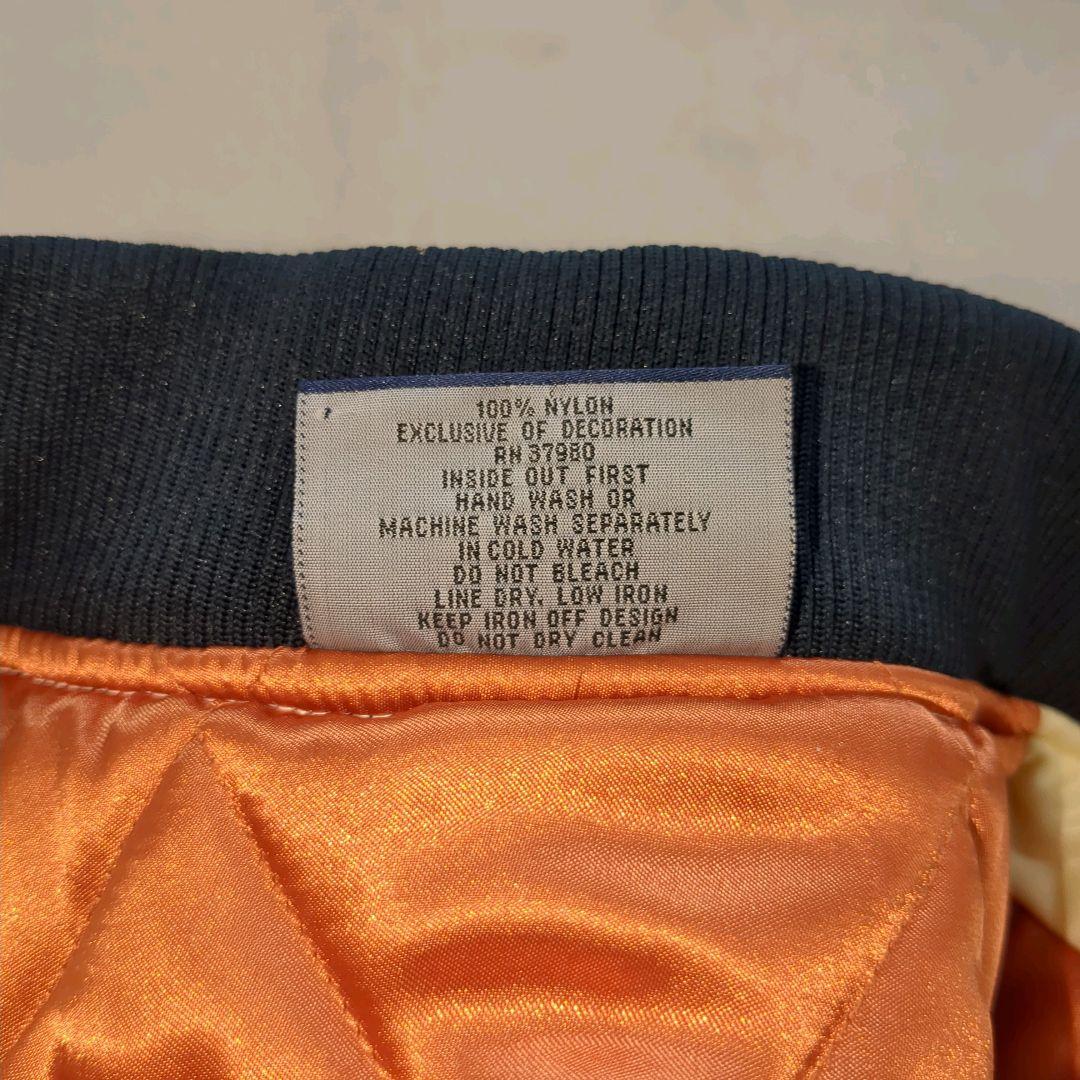 100% NYLON
EXCLUSIVE OF DECORATION
RN 37980
INSIDE OUT FIRST
HAND WASH OR
MACHINE WASH SEPARATELY
IN COLD WATER
DO NOT BLEACH
LINE DRY, LOW IRON
KEEP IRON OFF DESIGN
DO NOT DRY CLEAN